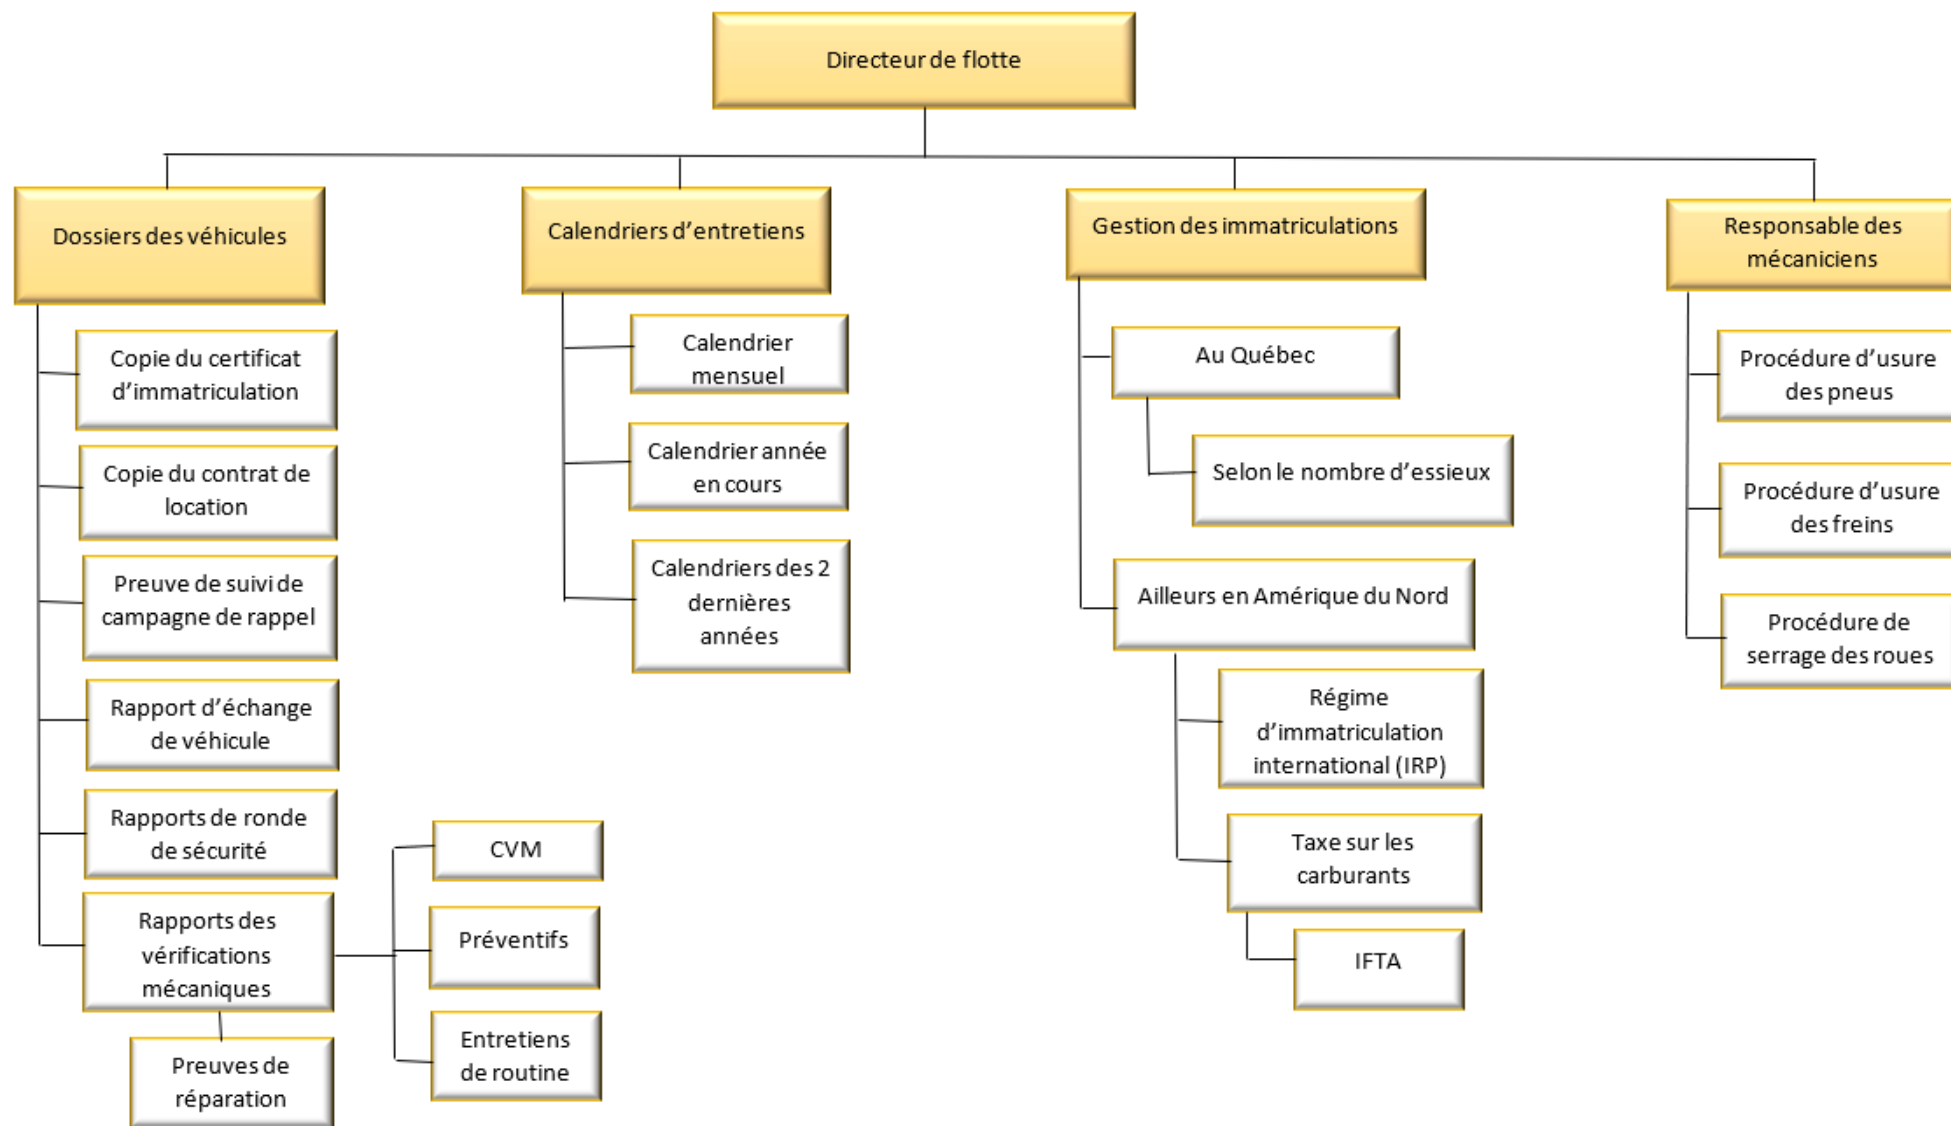 Directeur de flotte
Dossiers des véhicules
Copie du certificat
d'immatriculation
Copie du contrat de
location
Preuve de suivi de
campagne de rappel
Rapport d'échange
de véhicule
Rapports de ronde
de sécurité
Rapports des
vérifications
mécaniques
Preuves de
réparation
CVM
Préventifs
Entretiens
de routine
Calendriers d'entretiens
Calendrier
mensuel
Calendrier année
en cours
Calendriers des 2
dernières
années
Gestion des immatriculations
Au Québec
Selon le nombre d'essieux
Ailleurs en Amérique du Nord
Régime
d'immatriculation
international (IRP)
Taxe sur les
carburants
IFTA
Responsable des
mécaniciens
Procédure d'usure
des pneus
Procédure d'usure
des freins
Procédure de
serrage des roues